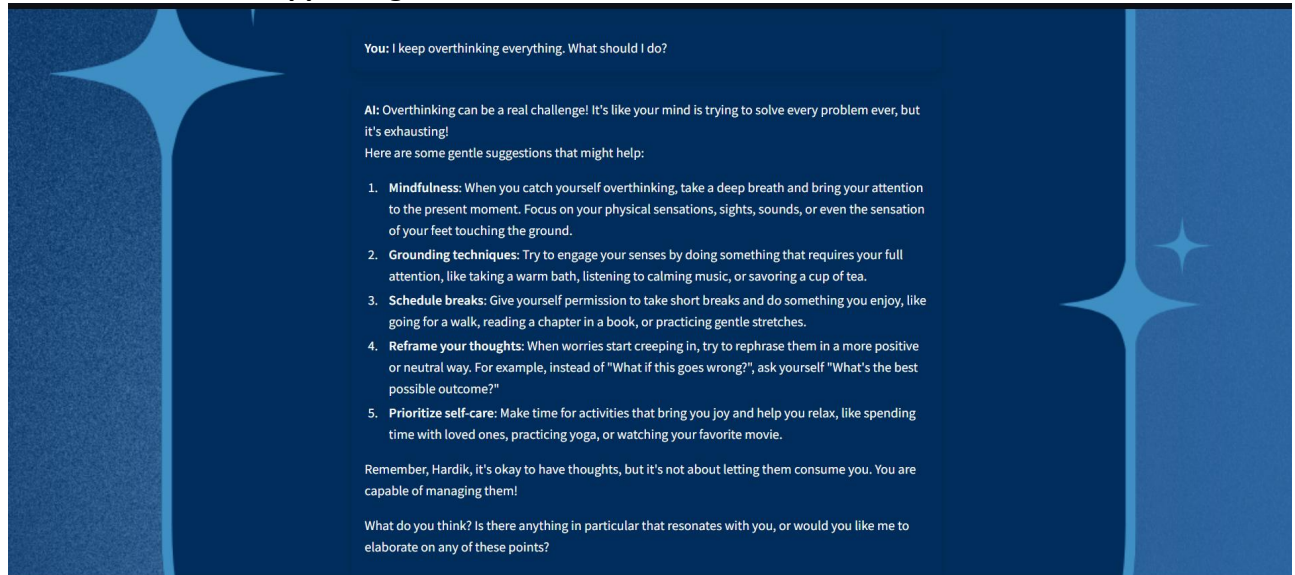 You: I keep overthinking everything. What should I do?
AI: Overthinking can be a real challenge! It's like your mind is trying to solve every problem ever, but
it's exhausting!
Here are some gentle suggestions that might help:
1. Mindfulness: When you catch yourself overthinking, take a deep breath and bring your attention
to the present moment. Focus on your physical sensations, sights, sounds, or even the sensation
of your feet touching the ground.
2. Grounding techniques: Try to engage your senses by doing something that requires your full
attention, like taking a warm bath, listening to calming music, or savoring a cup of tea.
3. Schedule breaks: Give yourself permission to take short breaks and do something you enjoy, like
going for a walk, reading a chapter in a book, or practicing gentle stretches.
4. Reframe your thoughts: When worries start creeping in, try to rephrase them in a more positive
or neutral way. For example, instead of "What if this goes wrong?", ask yourself "What's the best
possible outcome?"
5. Prioritize self-care: Make time for activities that bring you joy and help you relax, like spending
time with loved ones, practicing yoga, or watching your favorite movie.
Remember, Hardik, it's okay to have thoughts, but it's not about letting them consume you. You are
capable of managing them!
What do you think? Is there anything in particular that resonates with you, or would you like me to
elaborate on any of these points?